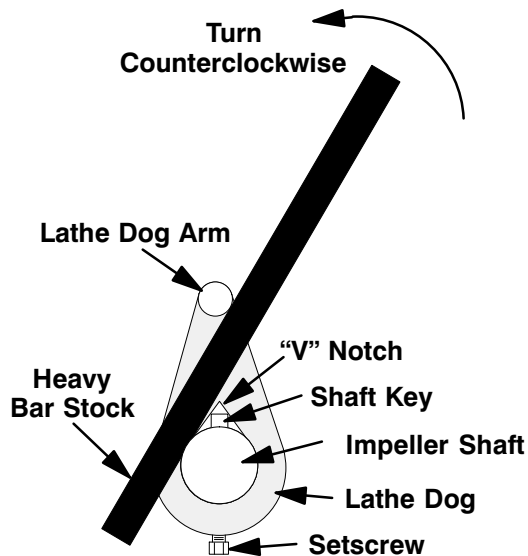 Turn
Counterclockwise
Lathe Dog Arm
“V” Notch
Heavy
Bar Stock
Shaft Key
Impeller Shaft
Lathe Dog
Setscrew